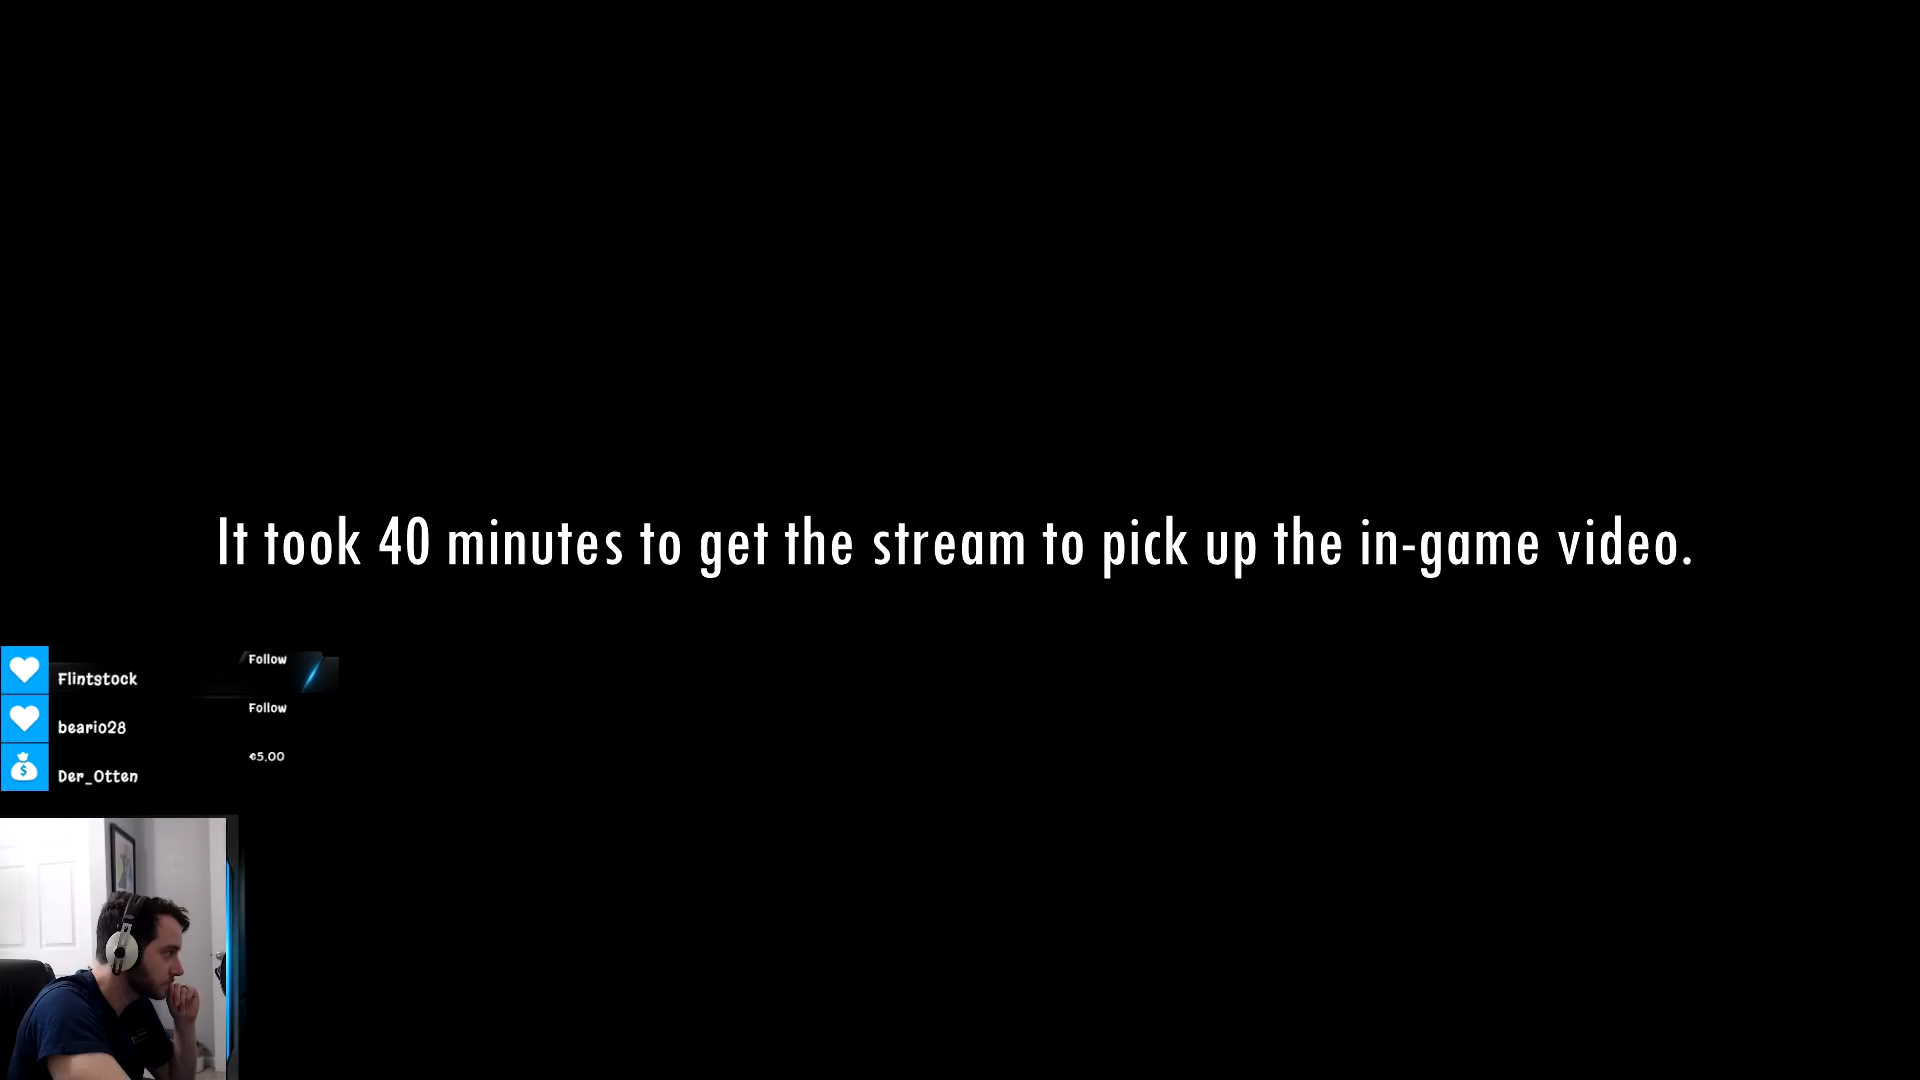 It took 40 minutes to get the stream to pick up the in-game video.
Follow
Flintstock
Follow
beario28
€5.00
Der_Otten